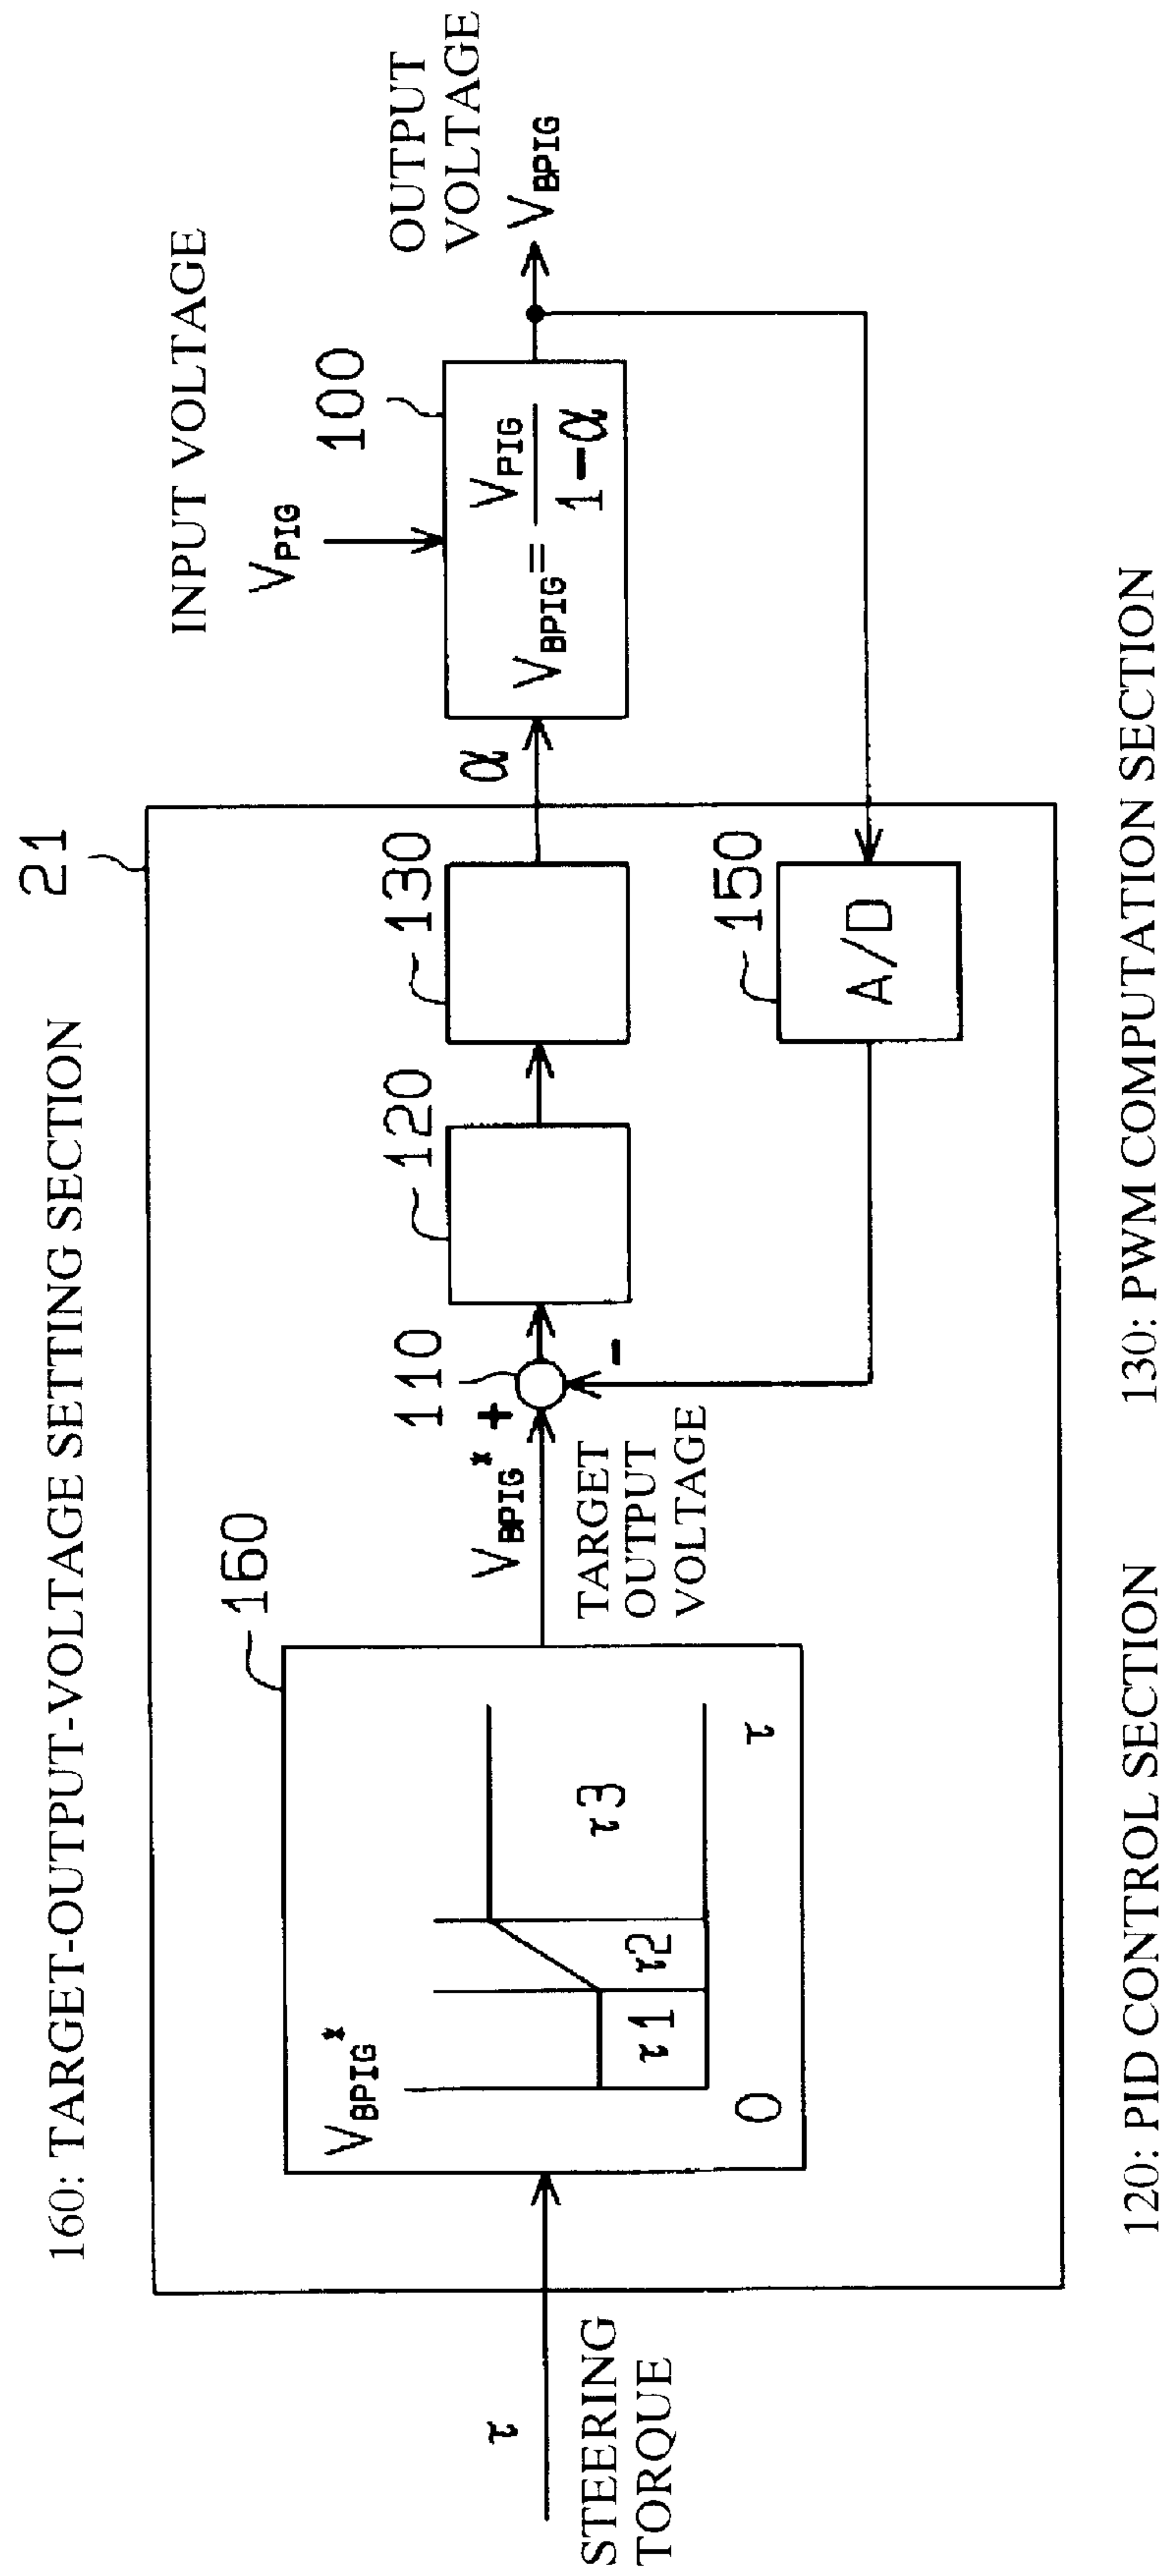 160: TARGET-OUTPUT-VOLTAGE SETTING SECTION
21
INPUT VOLTAGE
V_PIG
OUTPUT
VOLTAGE
V_BPIG
100
V_BPIG = V_PIG / 1-α
α
130
120
110
+
-
150
A/D
160
V_BPIG*
τ1
τ2
τ3
0
τ
V_BPIG*
TARGET
OUTPUT
VOLTAGE
τ
STEERING
TORQUE
120: PID CONTROL SECTION
130: PWM COMPUTATION SECTION